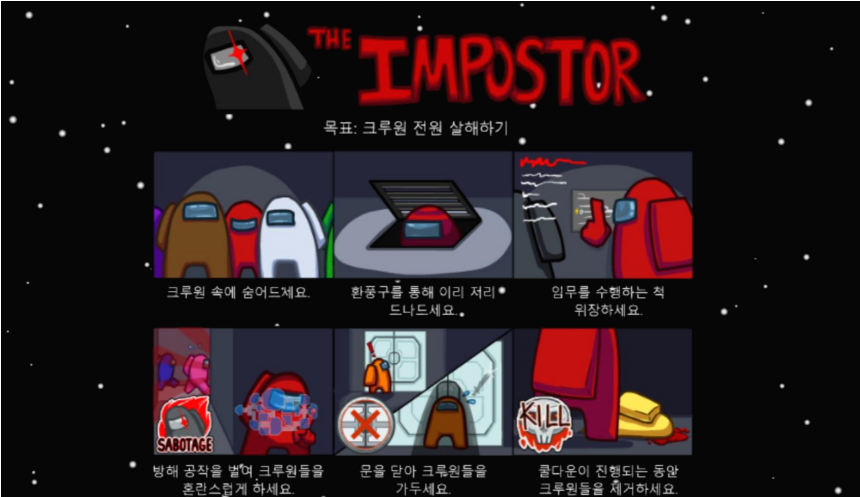 THE
IMPOSTOR
목표: 크루원 전원 살해하기
크루원 속에 숨어드세요.
환풍구를 통해 이리 저리
드나드세요.
임무를 수행하는 척
위장하세요.
SABOTAGE
KILL
방해 공작을 벌여 크루원들을
혼란스럽게 하세요.
문을 닫아 크루원들을
가두세요.
쿨다운이 진행되는 동안
크루원들을 제거하세요.